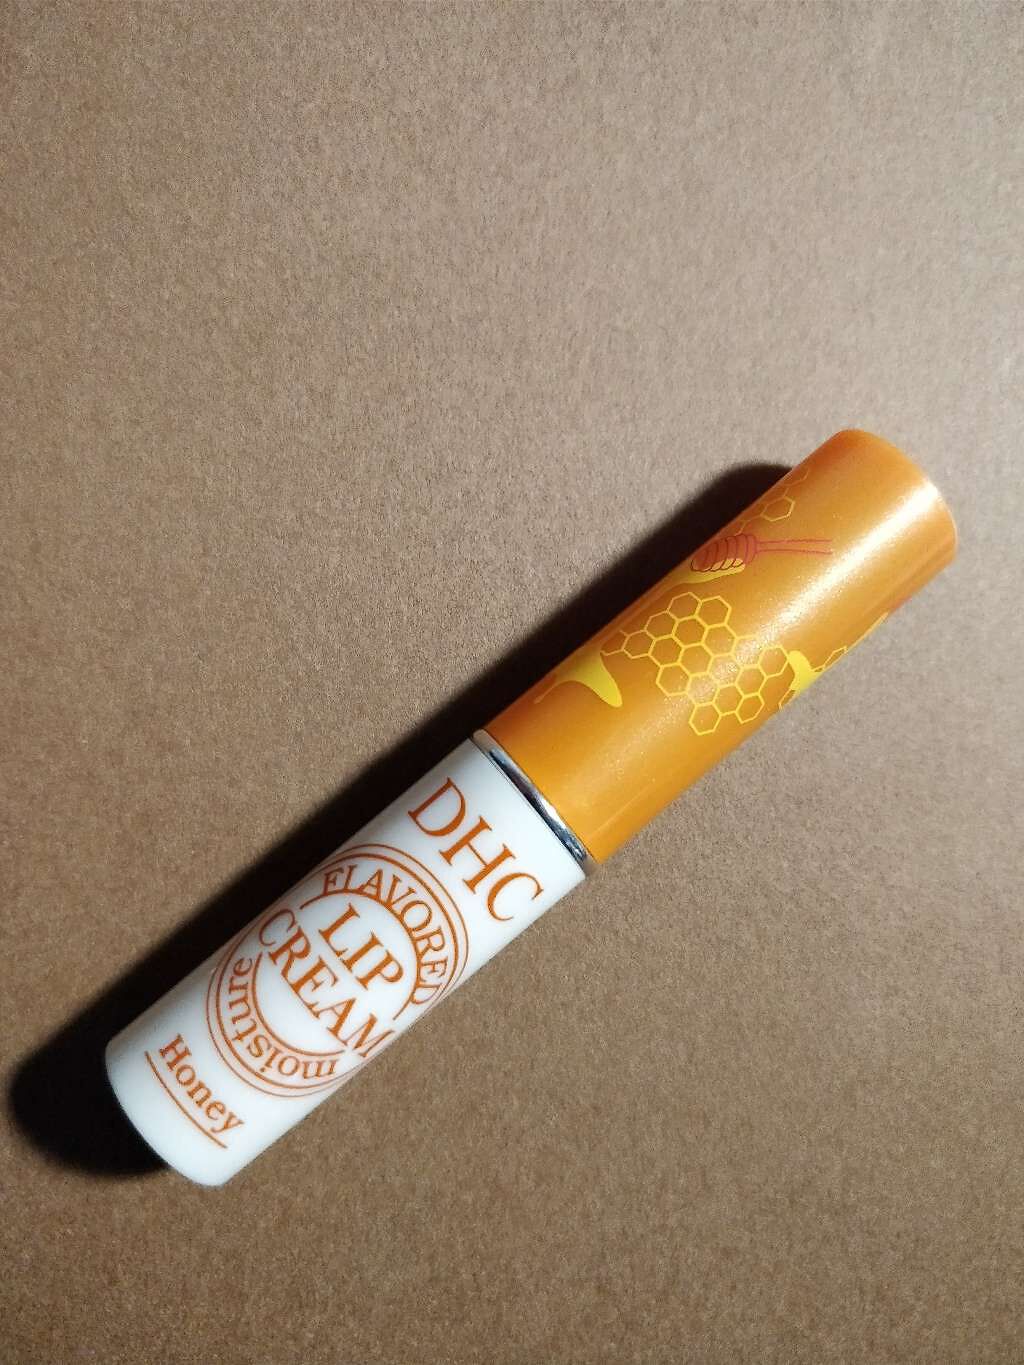 DHC
FLAVORED
LIP
CREAM
moisture
Honey